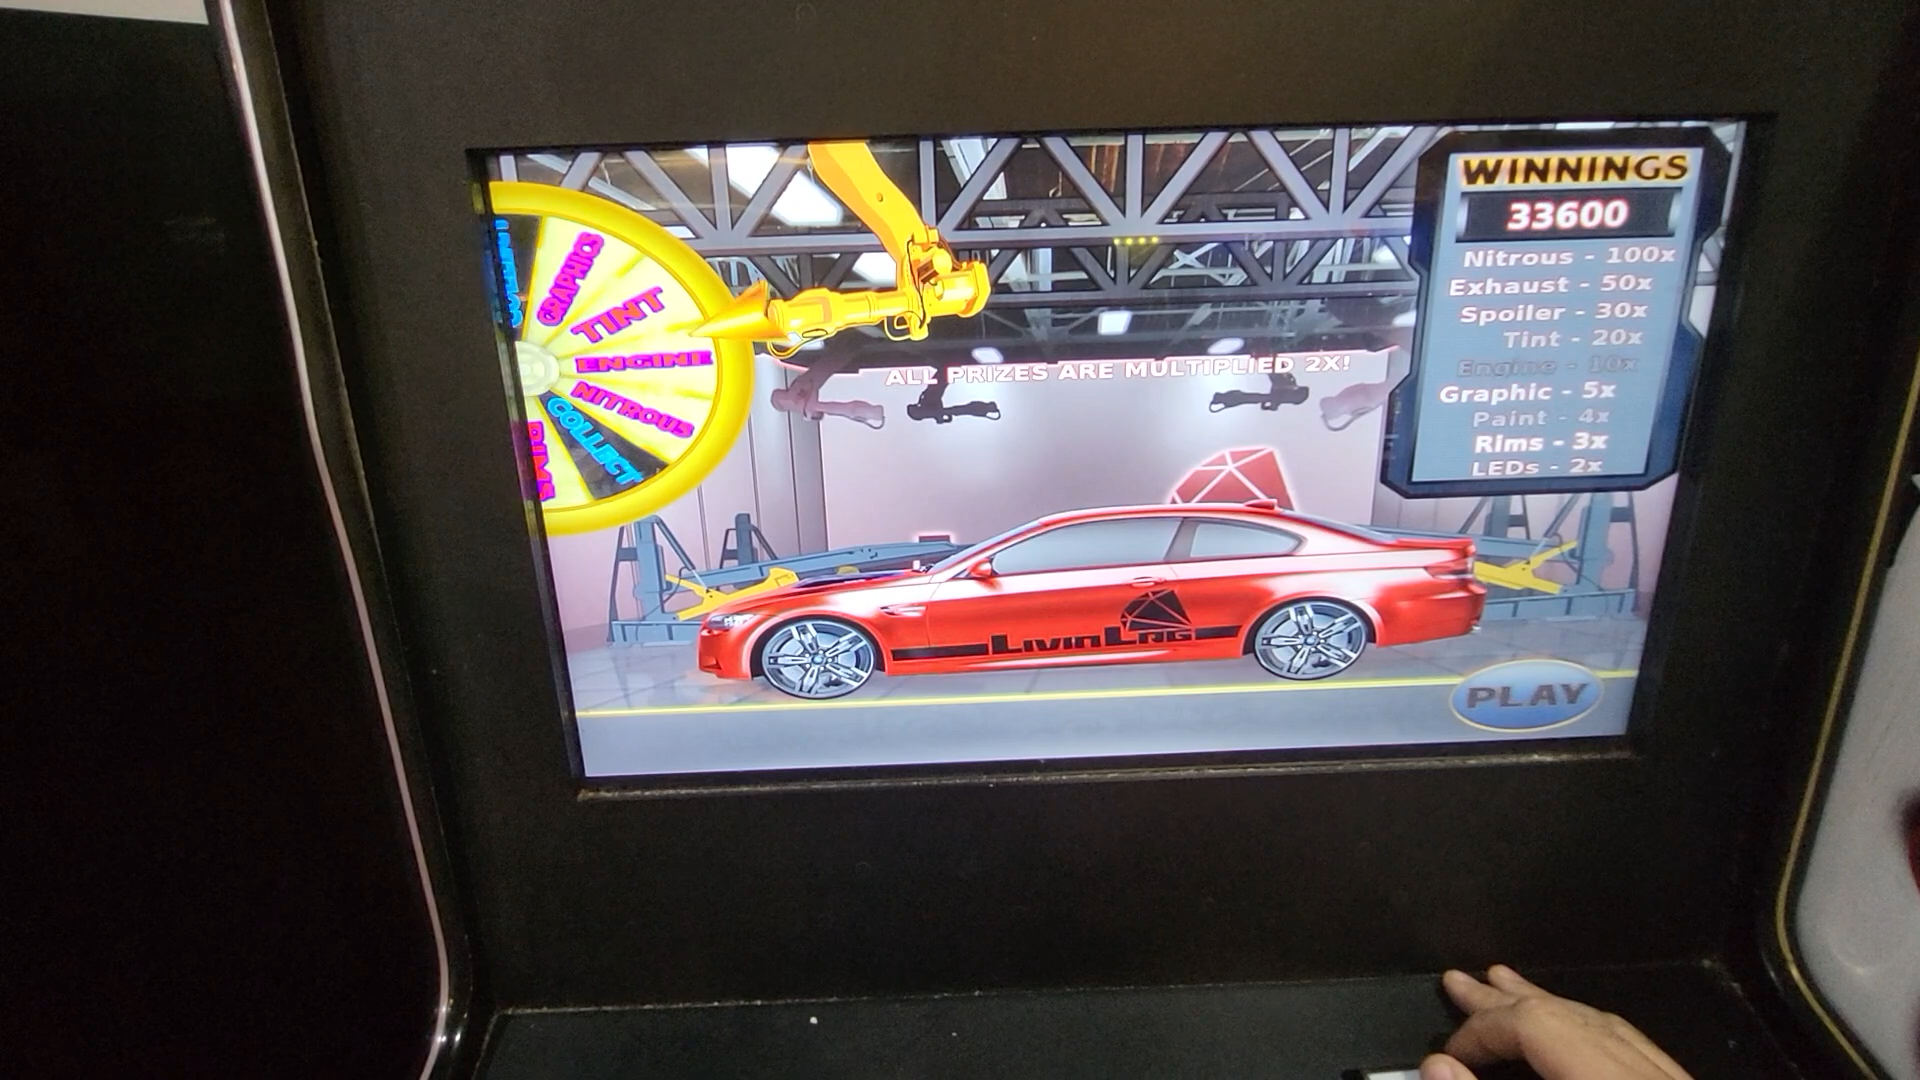 WINNINGS
33600
Nitrous - 100x
Exhaust - 50x
Spoiler - 30x
Tint - 20x
Engine - 10x
Graphic - 5x
Paint - 4x
Rims - 3x
LEDs - 2x
GRAPHICS
TINT
ENGINE
NITROUS
COLLECT
RIMS
ALL PRIZES ARE MULTIPLIED 2X!
LIVINLAG
PLAY